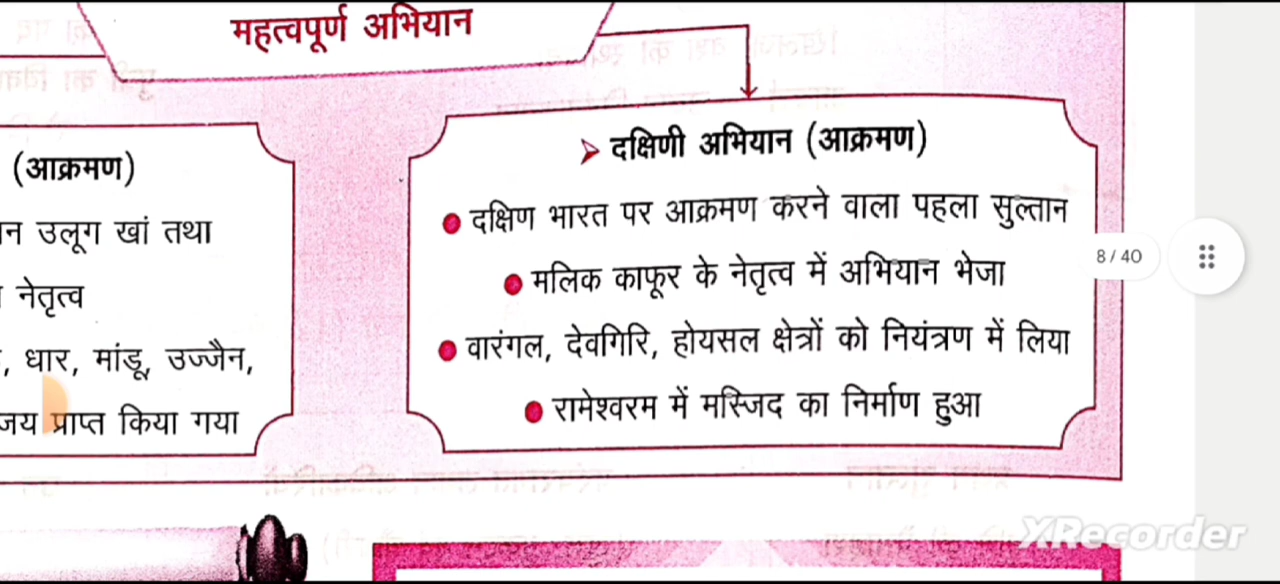 महत्वपूर्ण अभियान
(आक्रमण)
उलूग खां तथा
नेतृत्व
धार, मांडू, उज्जैन,
प्राप्त किया गया
➢ दक्षिणी अभियान (आक्रमण)
● दक्षिण भारत पर आक्रमण करने वाला पहला सुल्तान
● मलिक काफूर के नेतृत्व में अभियान भेजा
● वारंगल, देवगिरि, होयसल क्षेत्रों को नियंत्रण में लिया
● रामेश्वरम में मस्जिद का निर्माण हुआ
8 / 40
XRecorder